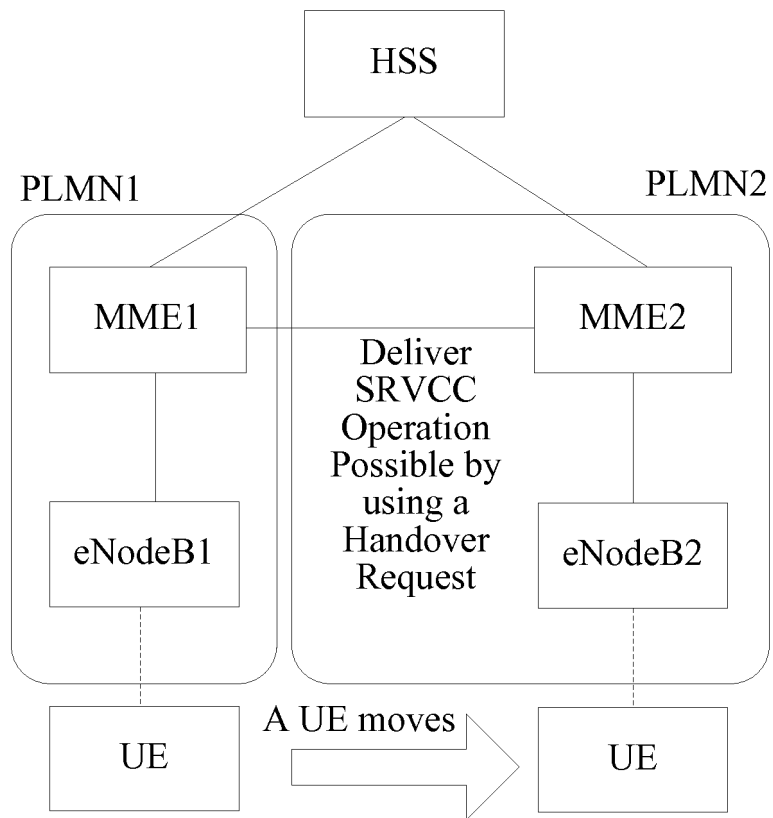 HSS
PLMN1
PLMN2
MME1
MME2
Deliver
SRVCC
Operation
Possible by
using a
Handover
Request
eNodeB1
eNodeB2
A UE moves
UE
UE